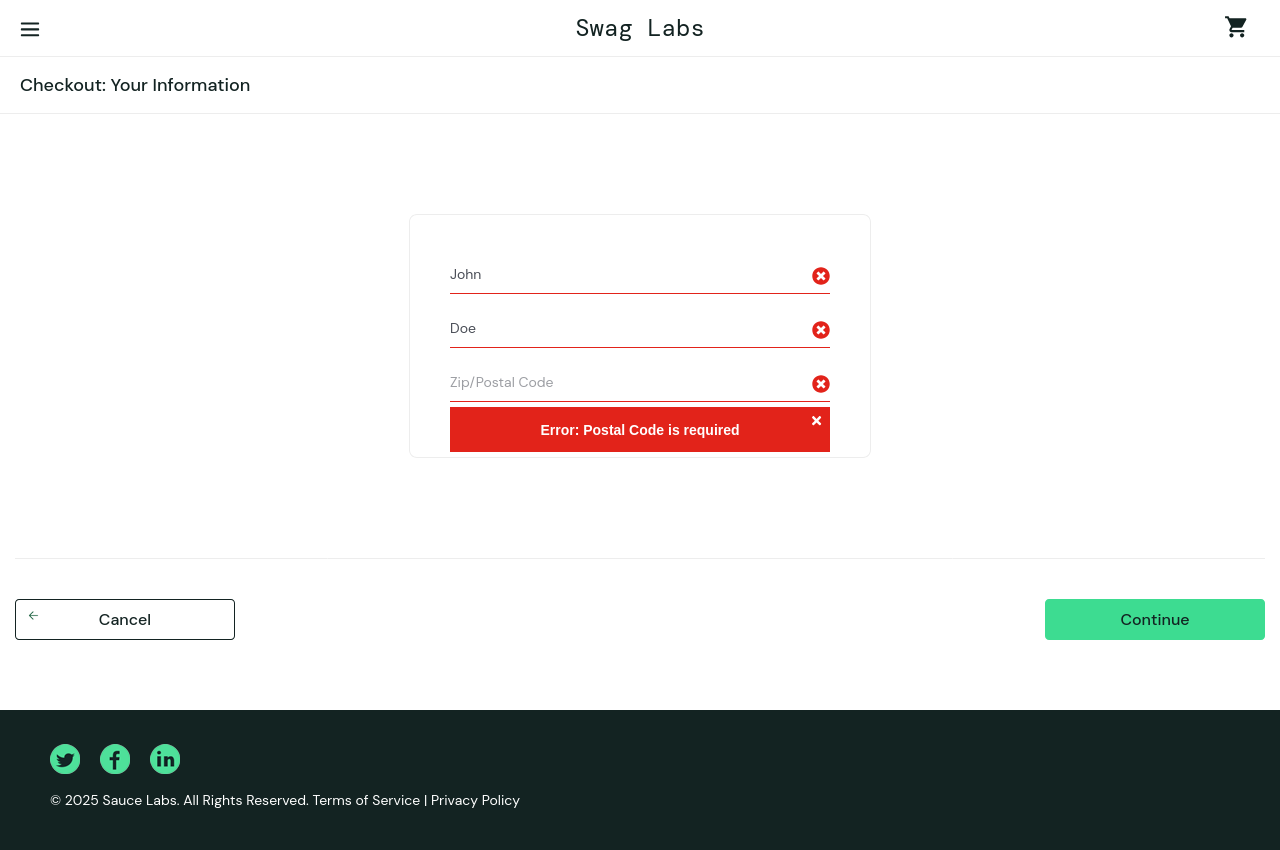 Swag Labs
Checkout: Your Information
John
Doe
Zip/Postal Code
Error: Postal Code is required
Cancel
Continue
© 2025 Sauce Labs. All Rights Reserved. Terms of Service | Privacy Policy